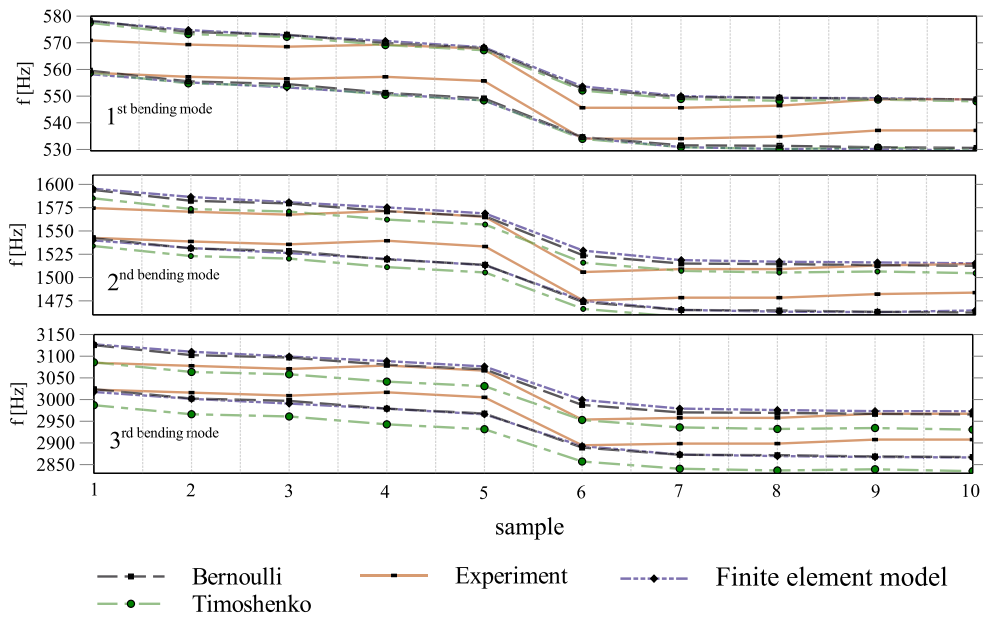 580
570
560
550
540
530
f [Hz]
1st bending mode
1600
1575
1550
1525
1500
1475
f [Hz]
2nd bending mode
3150
3100
3050
3000
2950
2900
2850
f [Hz]
3rd bending mode
1 2 3 4 5 6 7 8 9 10
sample
Bernoulli Experiment Finite element model
Timoshenko